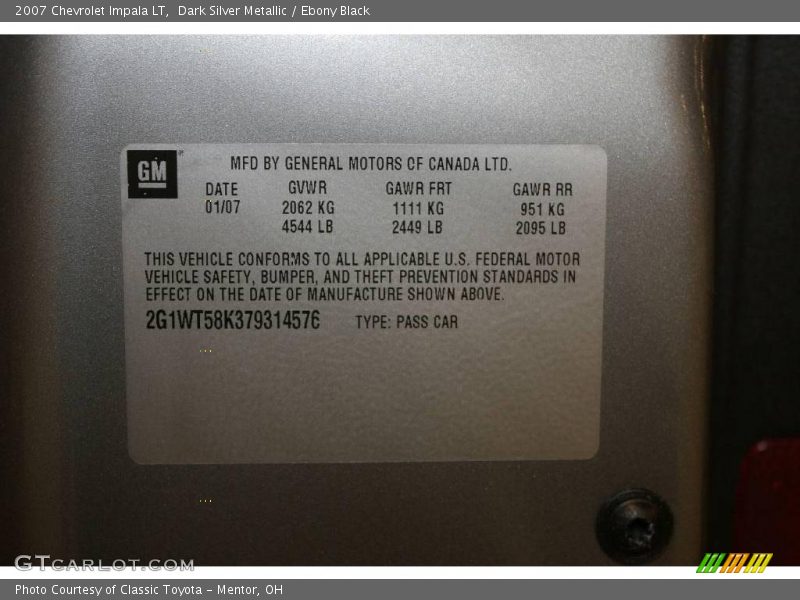 2007 Chevrolet Impala LT, Dark Silver Metallic / Ebony Black
GM
MFD BY GENERAL MOTORS OF CANADA LTD.
DATE GVWR GAWR FRT GAWR RR
01/07 2062 KG 1111 KG 951 KG
4544 LB 2449 LB 2095 LB
THIS VEHICLE CONFORMS TO ALL APPLICABLE U.S. FEDERAL MOTOR
VEHICLE SAFETY, BUMPER, AND THEFT PREVENTION STANDARDS IN
EFFECT ON THE DATE OF MANUFACTURE SHOWN ABOVE.
2G1WT58K379314576 TYPE: PASS CAR
GTCARLOT.COM
Photo Courtesy of Classic Toyota - Mentor, OH